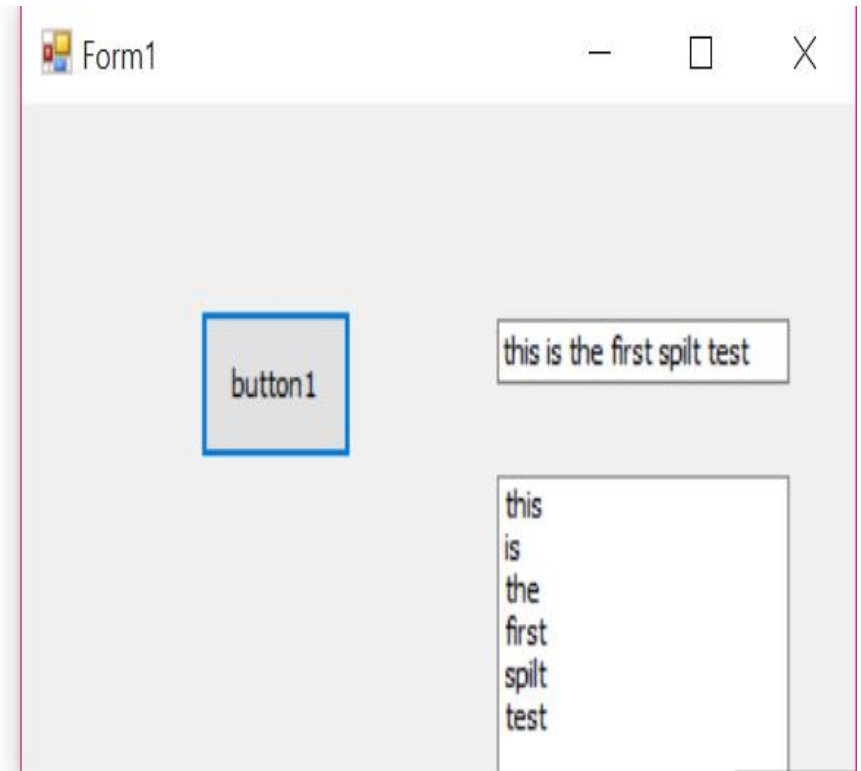 Form1
button1
this is the first spilt test
this
is
the
first
spilt
test